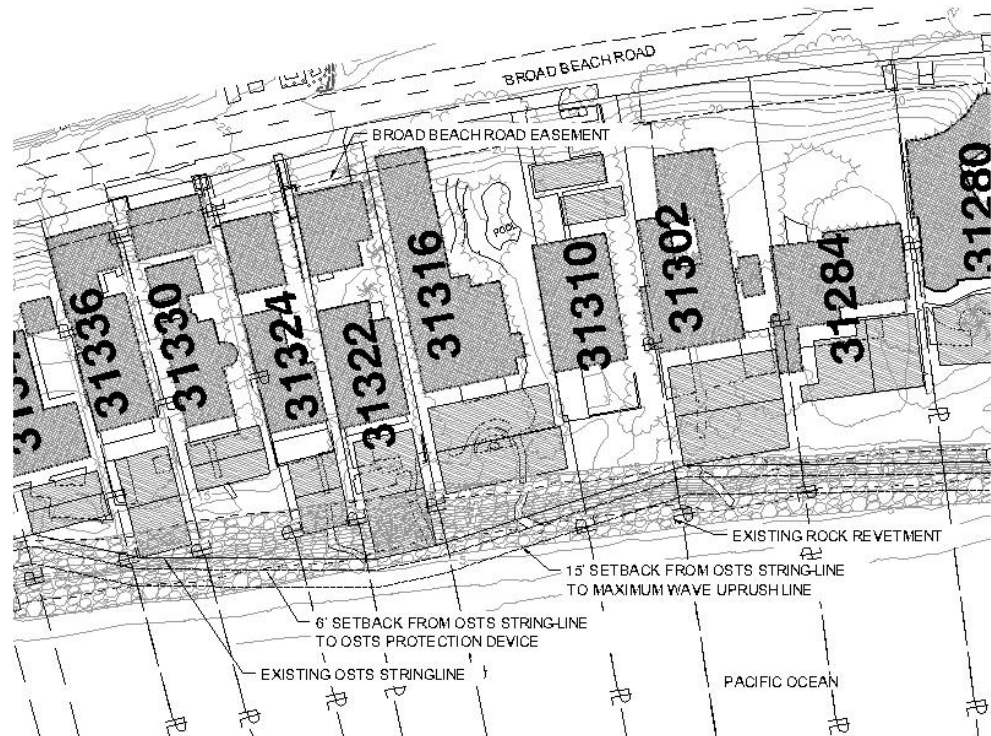 BROAD BEACH ROAD
BROAD BEACH ROAD EASEMENT
POOL
31336
31330
31324
31322
31316
31310
31302
31284
31280
EXISTING ROCK REVETMENT
15' SETBACK FROM OSTS STRING-LINE
TO MAXIMUM WAVE UPRUSH LINE
6' SETBACK FROM OSTS STRING-LINE
TO OSTS PROTECTION DEVICE
EXISTING OSTS STRINGLINE
PACIFIC OCEAN